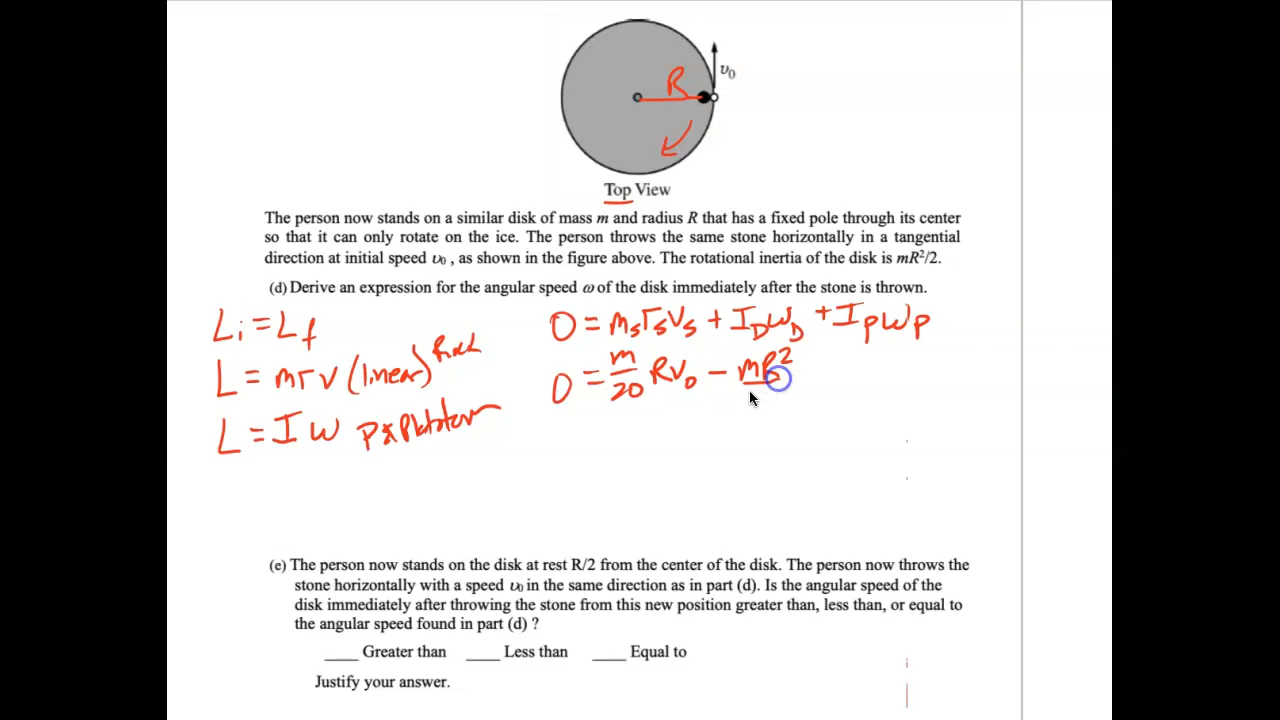 R
υ₀
Top View
The person now stands on a similar disk of mass m and radius R that has a fixed pole through its center
so that it can only rotate on the ice. The person throws the same stone horizontally in a tangential
direction at initial speed υ₀ , as shown in the figure above. The rotational inertia of the disk is mR²/2.
(d) Derive an expression for the angular speed ω of the disk immediately after the stone is thrown.
Li = Lf
L = mrv (linear) Rock
L = Iω
0 = msrsvs + IDωD + Ipωp
0 = m/20 Rv₀ − mR²
(e) The person now stands on the disk at rest R/2 from the center of the disk. The person now throws the
stone horizontally with a speed υ₀ in the same direction as in part (d). Is the angular speed of the
disk immediately after throwing the stone from this new position greater than, less than, or equal to
the angular speed found in part (d) ?
____ Greater than ____ Less than ____ Equal to
Justify your answer.